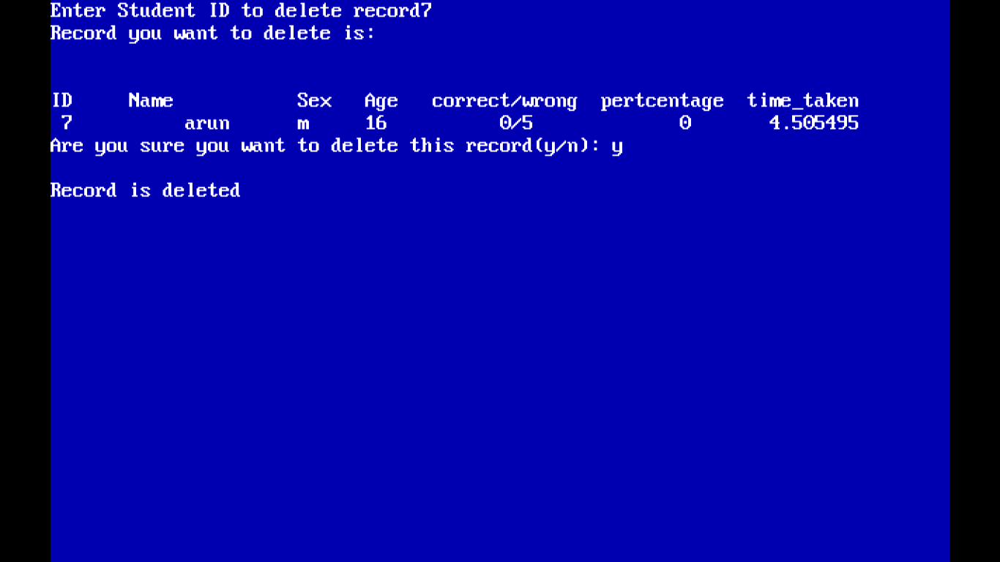 Enter Student ID to delete record7
Record you want to delete is:
ID Name Sex Age correct/wrong pertcentage time_taken
7 arun m 16 0/5 0 4.505495
Are you sure you want to delete this record(y/n): y
Record is deleted